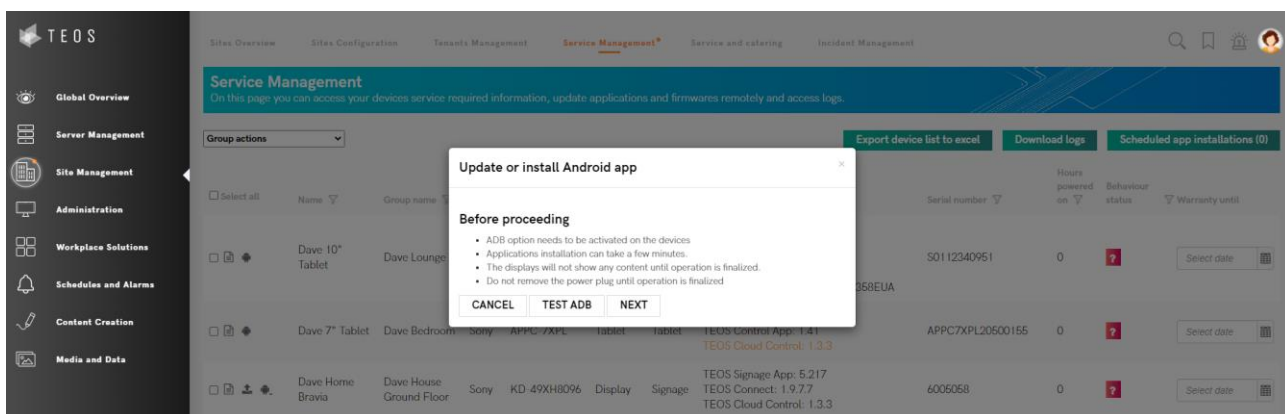 TEOS
Sites Overview Sites Configuration Tenants Management Service Management Service and catering Incident Management
Service Management
On this page you can access your devices service required information, update applications and firmwares remotely and access logs.
Global Overview
Server Management
Site Management
Administration
Workplace Solutions
Schedules and Alarms
Content Creation
Media and Data
Group actions
Export device list to excel Download logs Scheduled app installations (0)
Update or install Android app ×
Before proceeding
• ADB option needs to be activated on the devices
• Applications installation can take a few minutes.
• The displays will not show any content until operation is finalized.
• Do not remove the power plug until operation is finalized
CANCEL TEST ADB NEXT
Select all Name Group name Serial number Hours powered on Behaviour status Warranty until
Dave 10" Tablet Dave Lounge 358EUA S0112340951 0 ? Select date
Dave 7" Tablet Dave Bedroom Sony APPC-7XPL Tablet Tablet TEOS Control App: 1.41 APPC7XPL20500155 0 ? Select date
TEOS Cloud Control: 1.3.3
Dave Home Bravia Dave House Ground Floor Sony KD-49XH8096 Display Signage TEOS Signage App: 5.217 6005058 0 ? Select date
TEOS Connect: 1.9.7.7
TEOS Cloud Control: 1.3.3